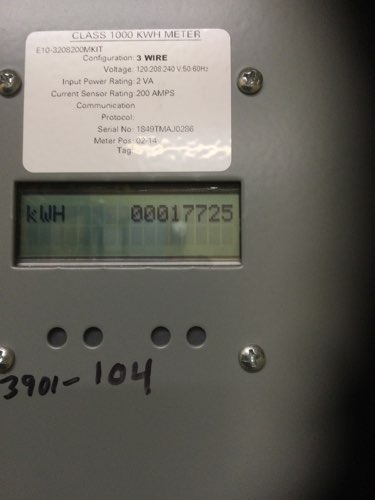 CLASS 1000 KWH METER
E10-3208200MKIT
Configuration: 3 WIRE
Voltage: 120:208:240 V:50-60Hz
Input Power Rating: 2 VA
Current Sensor Rating: 200 AMPS
Communication
Protocol:
Serial No: 1849TMAJ0286
Meter Pos: 02-14
Tag:
kWH 00017725
3901-104